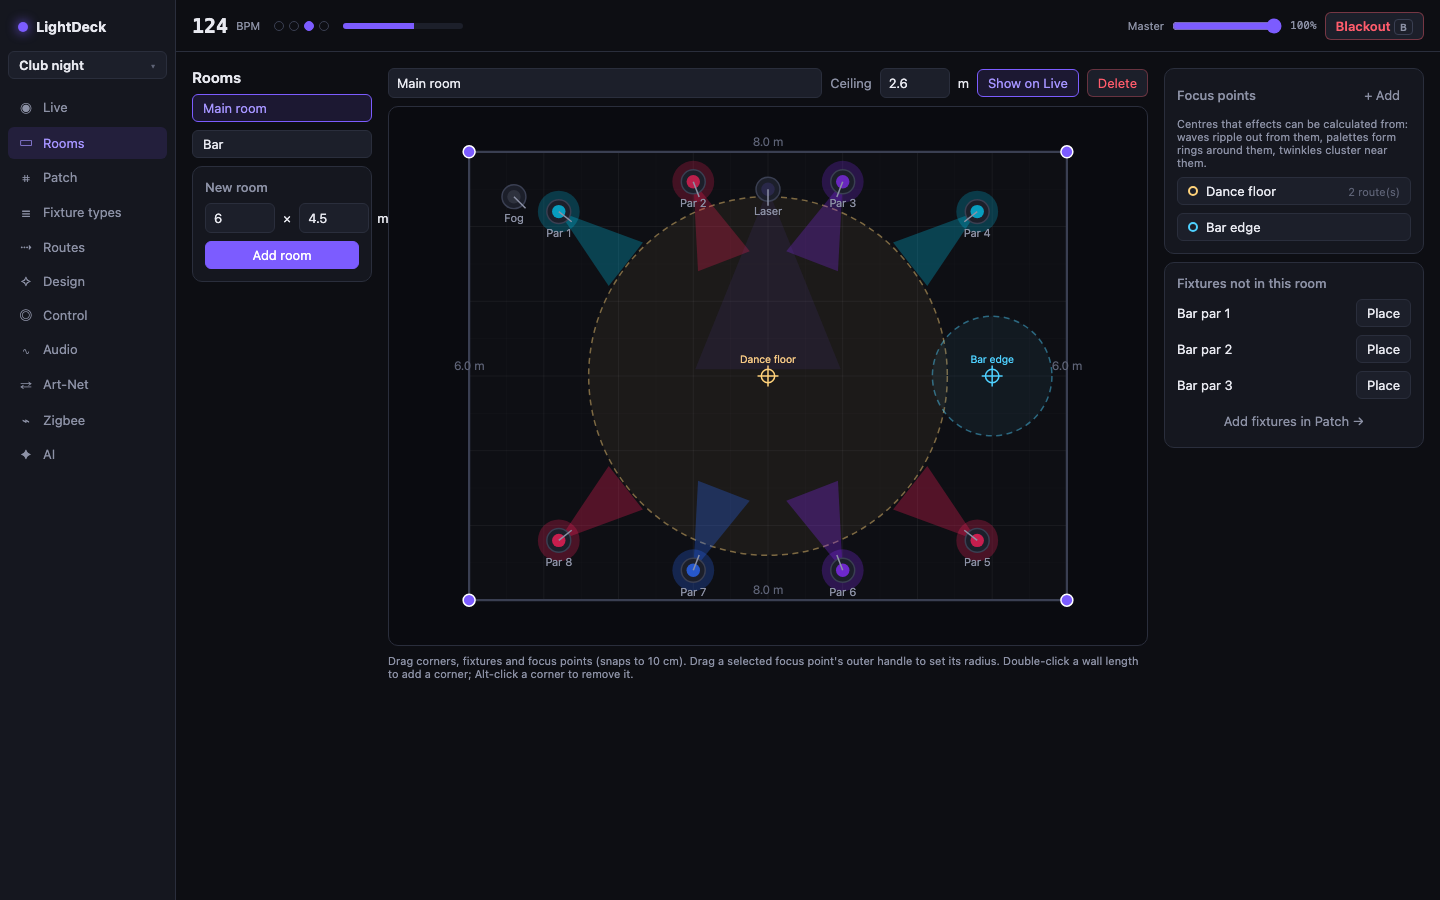 LightDeck
Club night
Live
Rooms
Patch
Fixture types
Routes
Design
Control
Audio
Art-Net
Zigbee
AI
124 BPM
Master 100% Blackout B
Rooms
Main room
Bar
New room
6 × 4.5 m
Add room
Main room Ceiling 2.6 m Show on Live Delete
8.0 m
Fog
Par 1
Par 2
Laser
Par 3
Par 4
Dance floor
Bar edge
6.0 m
6.0 m
Par 8
Par 7
8.0 m
Par 6
Par 5
Drag corners, fixtures and focus points (snaps to 10 cm). Drag a selected focus point's outer handle to set its radius. Double-click a wall length
to add a corner; Alt-click a corner to remove it.
Focus points + Add
Centres that effects can be calculated from:
waves ripple out from them, palettes form
rings around them, twinkles cluster near
them.
Dance floor 2 route(s)
Bar edge
Fixtures not in this room
Bar par 1 Place
Bar par 2 Place
Bar par 3 Place
Add fixtures in Patch →